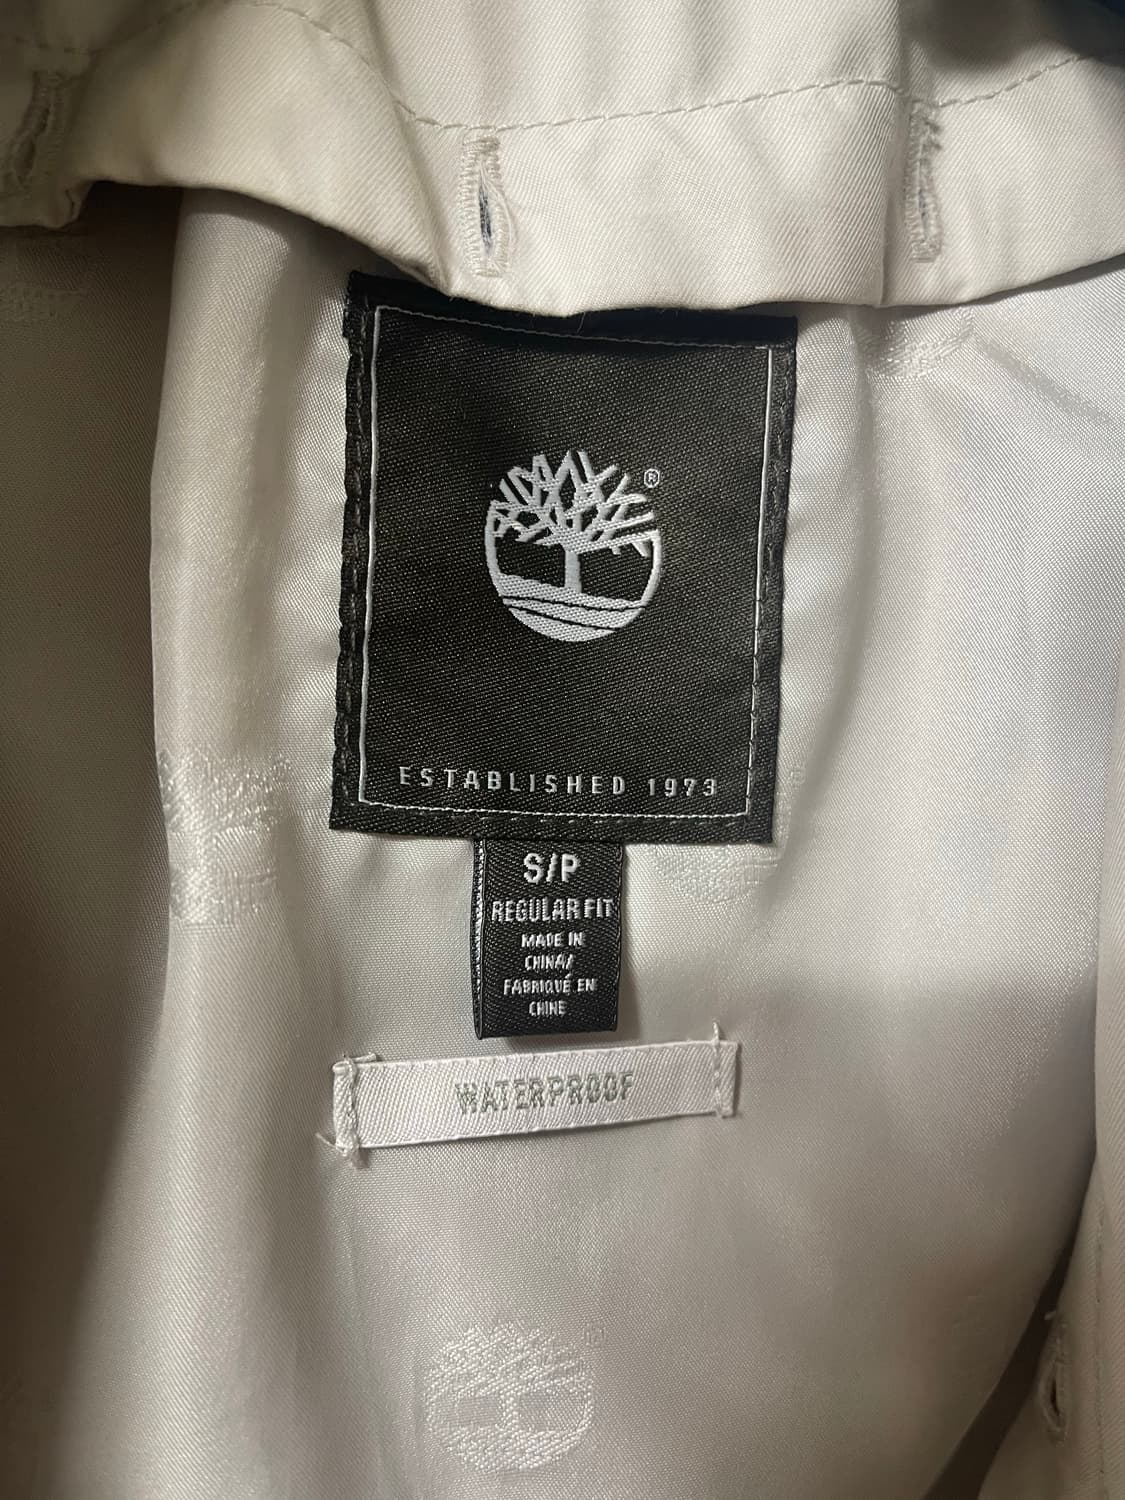 ®
ESTABLISHED 1973
S/P
REGULAR FIT
MADE IN
CHINA/
FABRIQUÉ EN
CHINE
WATERPROOF
®